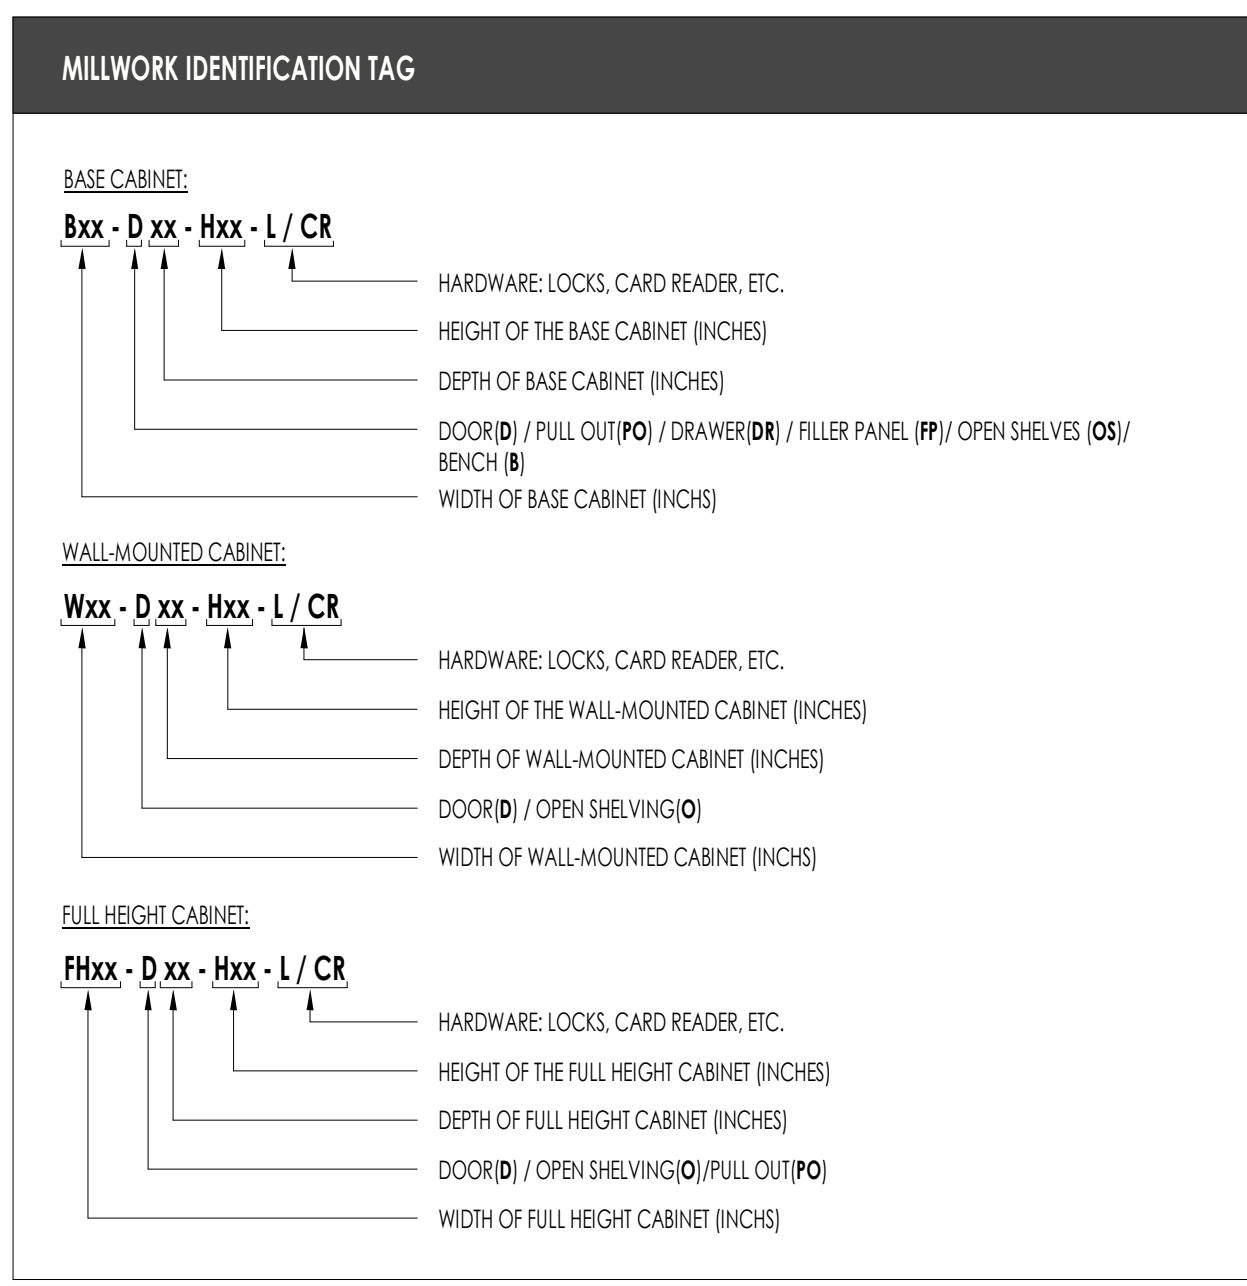 MILLWORK IDENTIFICATION TAG
BASE CABINET:
Bxx - D xx - Hxx - L / CR
HARDWARE: LOCKS, CARD READER, ETC.
HEIGHT OF THE BASE CABINET (INCHES)
DEPTH OF BASE CABINET (INCHES)
DOOR(D) / PULL OUT(PO) / DRAWER(DR) / FILLER PANEL (FP)/ OPEN SHELVES (OS)/
BENCH (B)
WIDTH OF BASE CABINET (INCHS)
WALL-MOUNTED CABINET:
Wxx - D xx - Hxx - L / CR
HARDWARE: LOCKS, CARD READER, ETC.
HEIGHT OF THE WALL-MOUNTED CABINET (INCHES)
DEPTH OF WALL-MOUNTED CABINET (INCHES)
DOOR(D) / OPEN SHELVING(O)
WIDTH OF WALL-MOUNTED CABINET (INCHS)
FULL HEIGHT CABINET:
FHxx - D xx - Hxx - L / CR
HARDWARE: LOCKS, CARD READER, ETC.
HEIGHT OF THE FULL HEIGHT CABINET (INCHES)
DEPTH OF FULL HEIGHT CABINET (INCHES)
DOOR(D) / OPEN SHELVING(O)/PULL OUT(PO)
WIDTH OF FULL HEIGHT CABINET (INCHS)